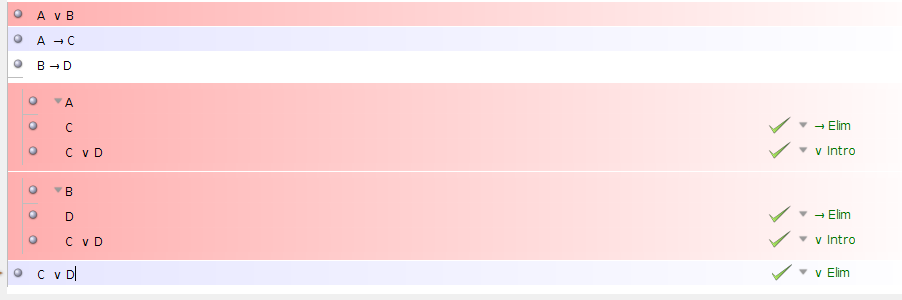 A ∨ B
A → C
B → D
A
C → Elim
C ∨ D ∨ Intro
B
D → Elim
C ∨ D ∨ Intro
C ∨ D ∨ Elim